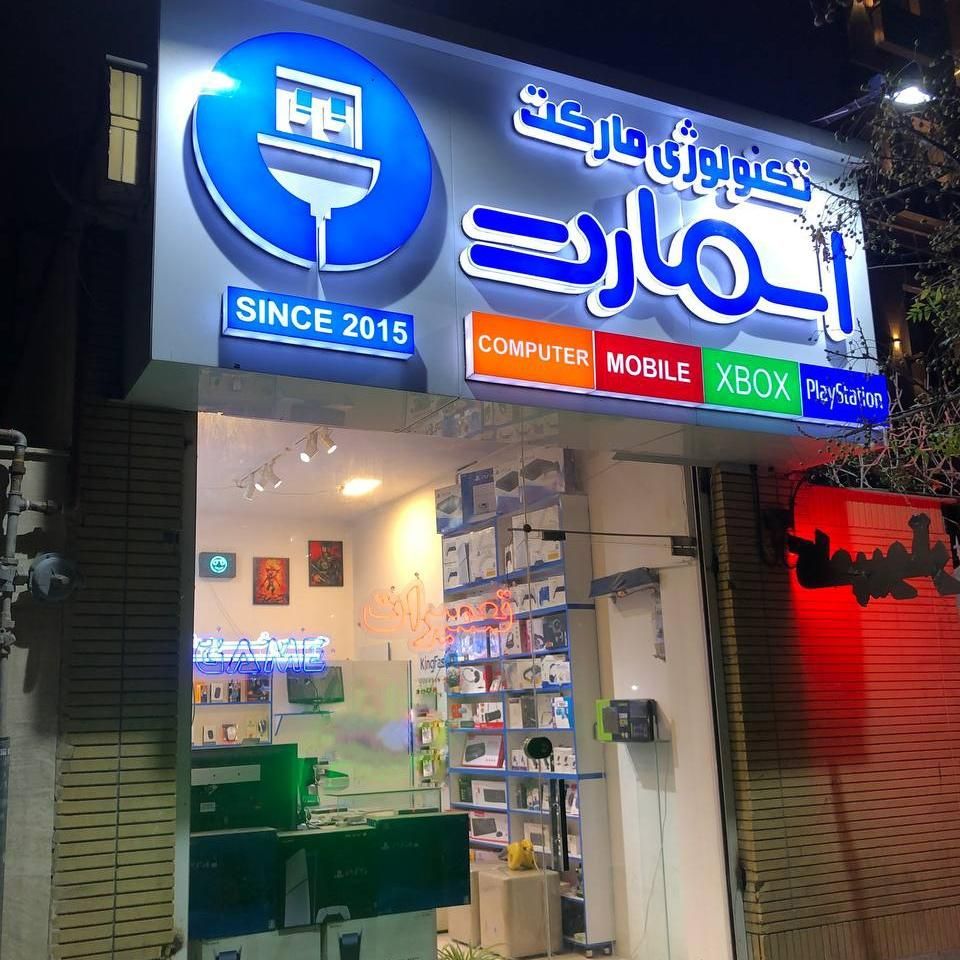 تکنولوژی مارکت
اسمارت
SINCE 2015
COMPUTER
MOBILE
XBOX
PlayStation
تعمیرات
GAME